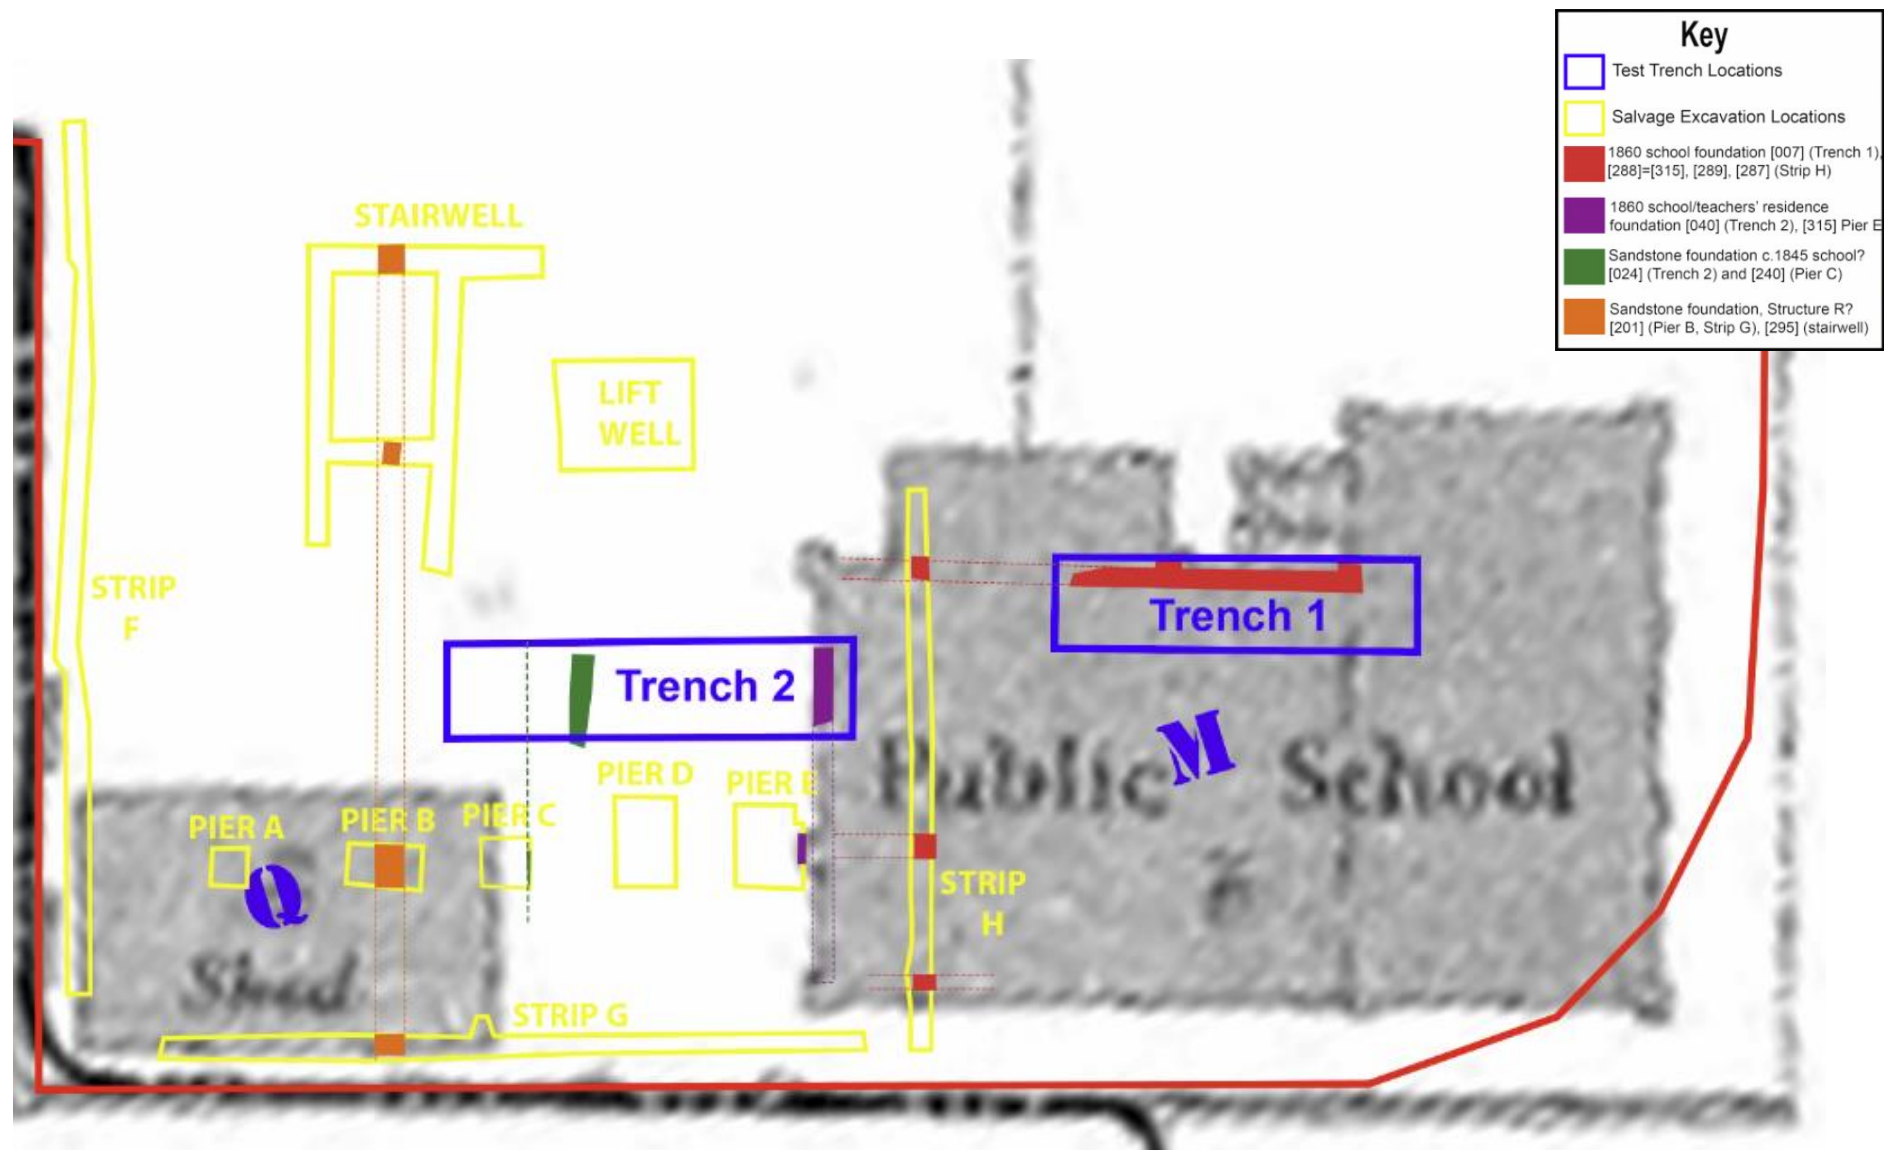 Key
Test Trench Locations
Salvage Excavation Locations
1860 school foundation [007] (Trench 1),
[288]=[315], [289], [287] (Strip H)
1860 school/teachers' residence
foundation [040] (Trench 2), [315] Pier E
Sandstone foundation c.1845 school?
[024] (Trench 2) and [240] (Pier C)
Sandstone foundation, Structure R?
[201] (Pier B, Strip G), [295] (stairwell)
STAIRWELL
LIFT
WELL
STRIP
F
Trench 1
Trench 2
M
Public School
PIER D
PIER E
PIER A
PIER B
PIER C
Q
Shed
STRIP
H
STRIP G